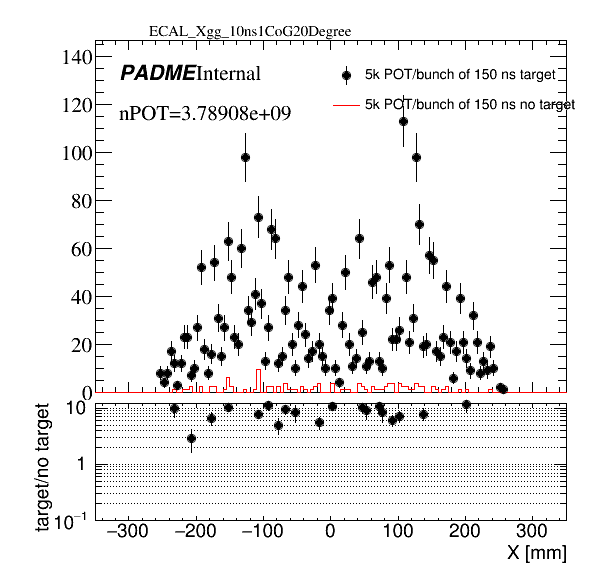 ECAL_Xgg_10ns1CoG20Degree
140
PADME Internal
5k POT/bunch of 150 ns target
120
nPOT=3.78908e+09
5k POT/bunch of 150 ns no target
100
80
60
40
20
0
target/no target
10
1
10⁻¹
−300 −200 −100 0 100 200 300
X [mm]